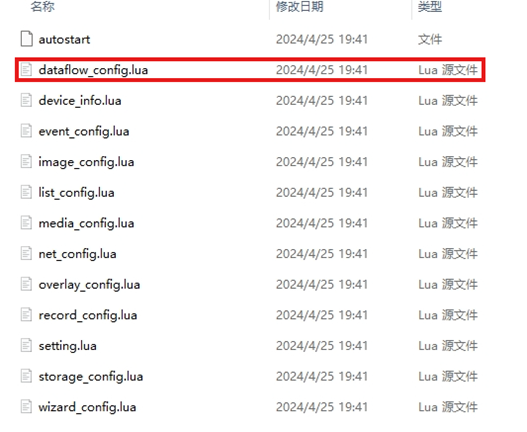 名称 修改日期 类型
autostart 2024/4/25 19:41 文件
dataflow_config.lua 2024/4/25 19:41 Lua 源文件
device_info.lua 2024/4/25 19:41 Lua 源文件
event_config.lua 2024/4/25 19:41 Lua 源文件
image_config.lua 2024/4/25 19:41 Lua 源文件
list_config.lua 2024/4/25 19:41 Lua 源文件
media_config.lua 2024/4/25 19:41 Lua 源文件
net_config.lua 2024/4/25 19:41 Lua 源文件
overlay_config.lua 2024/4/25 19:41 Lua 源文件
record_config.lua 2024/4/25 19:41 Lua 源文件
setting.lua 2024/4/25 19:41 Lua 源文件
storage_config.lua 2024/4/25 19:41 Lua 源文件
wizard_config.lua 2024/4/25 19:41 Lua 源文件